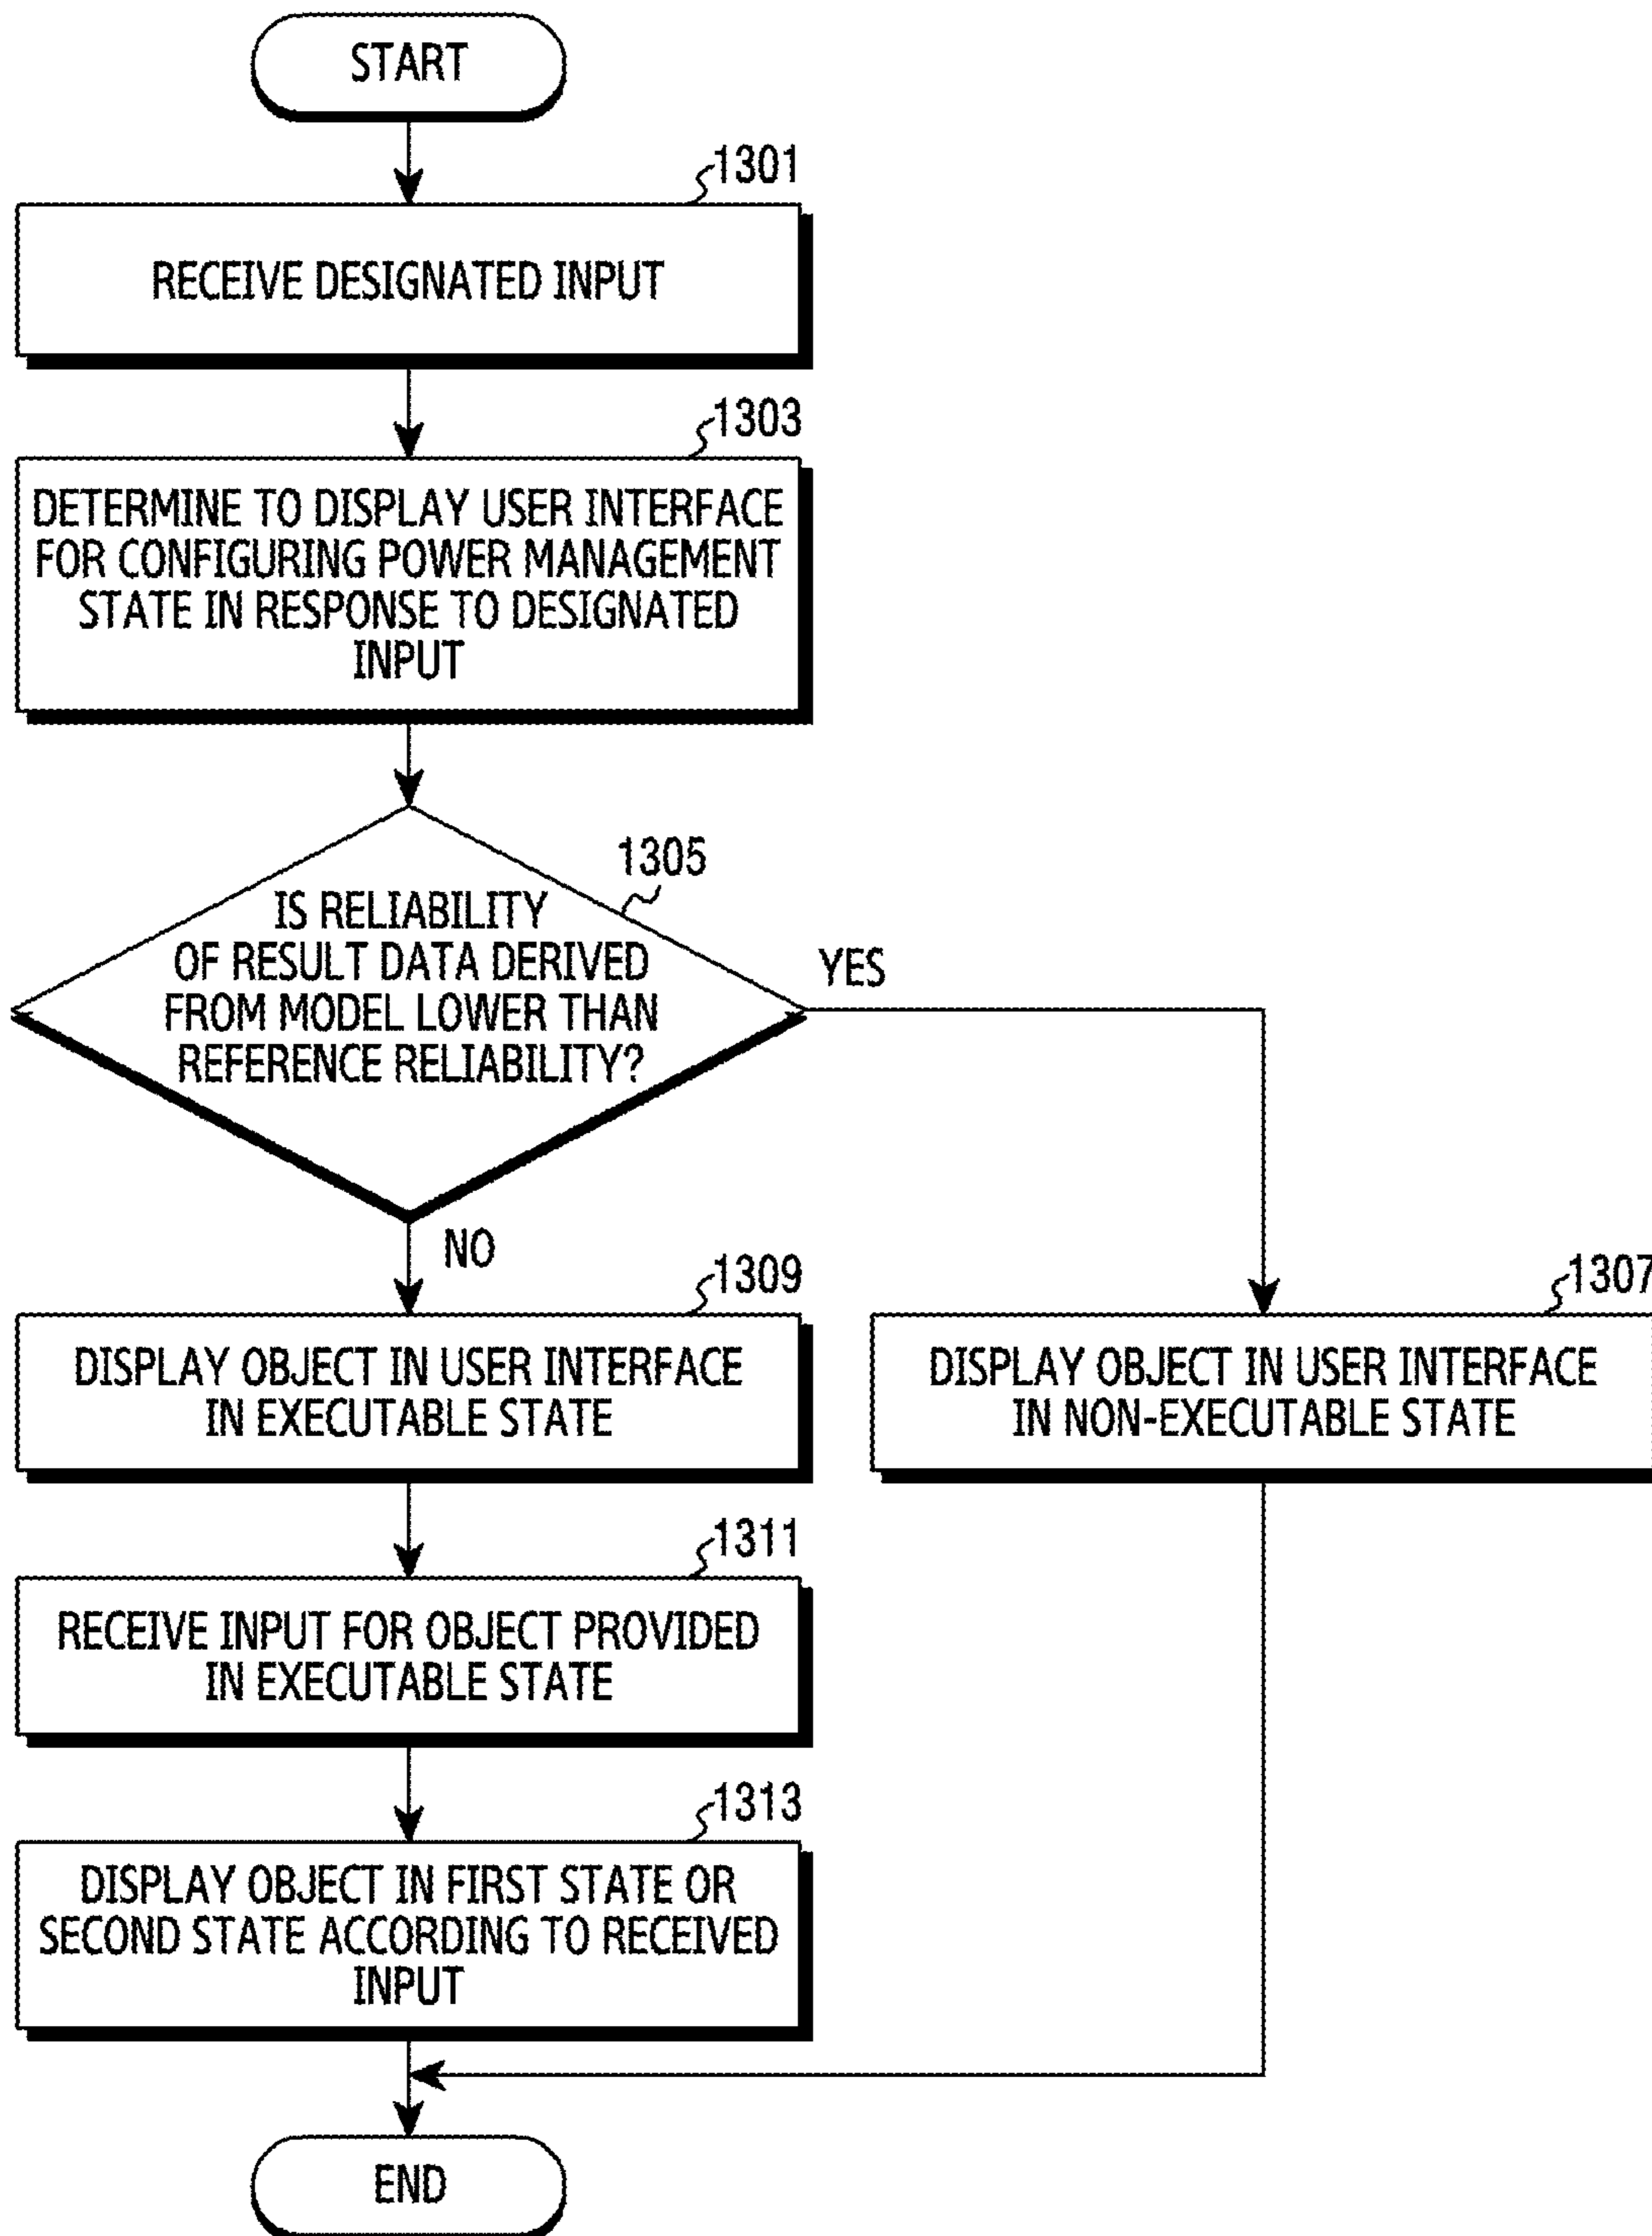 START
1301
RECEIVE DESIGNATED INPUT
1303
DETERMINE TO DISPLAY USER INTERFACE
FOR CONFIGURING POWER MANAGEMENT
STATE IN RESPONSE TO DESIGNATED
INPUT
1305
IS RELIABILITY
OF RESULT DATA DERIVED
FROM MODEL LOWER THAN
REFERENCE RELIABILITY?
YES
NO
1309
DISPLAY OBJECT IN USER INTERFACE
IN EXECUTABLE STATE
1307
DISPLAY OBJECT IN USER INTERFACE
IN NON-EXECUTABLE STATE
1311
RECEIVE INPUT FOR OBJECT PROVIDED
IN EXECUTABLE STATE
1313
DISPLAY OBJECT IN FIRST STATE OR
SECOND STATE ACCORDING TO RECEIVED
INPUT
END